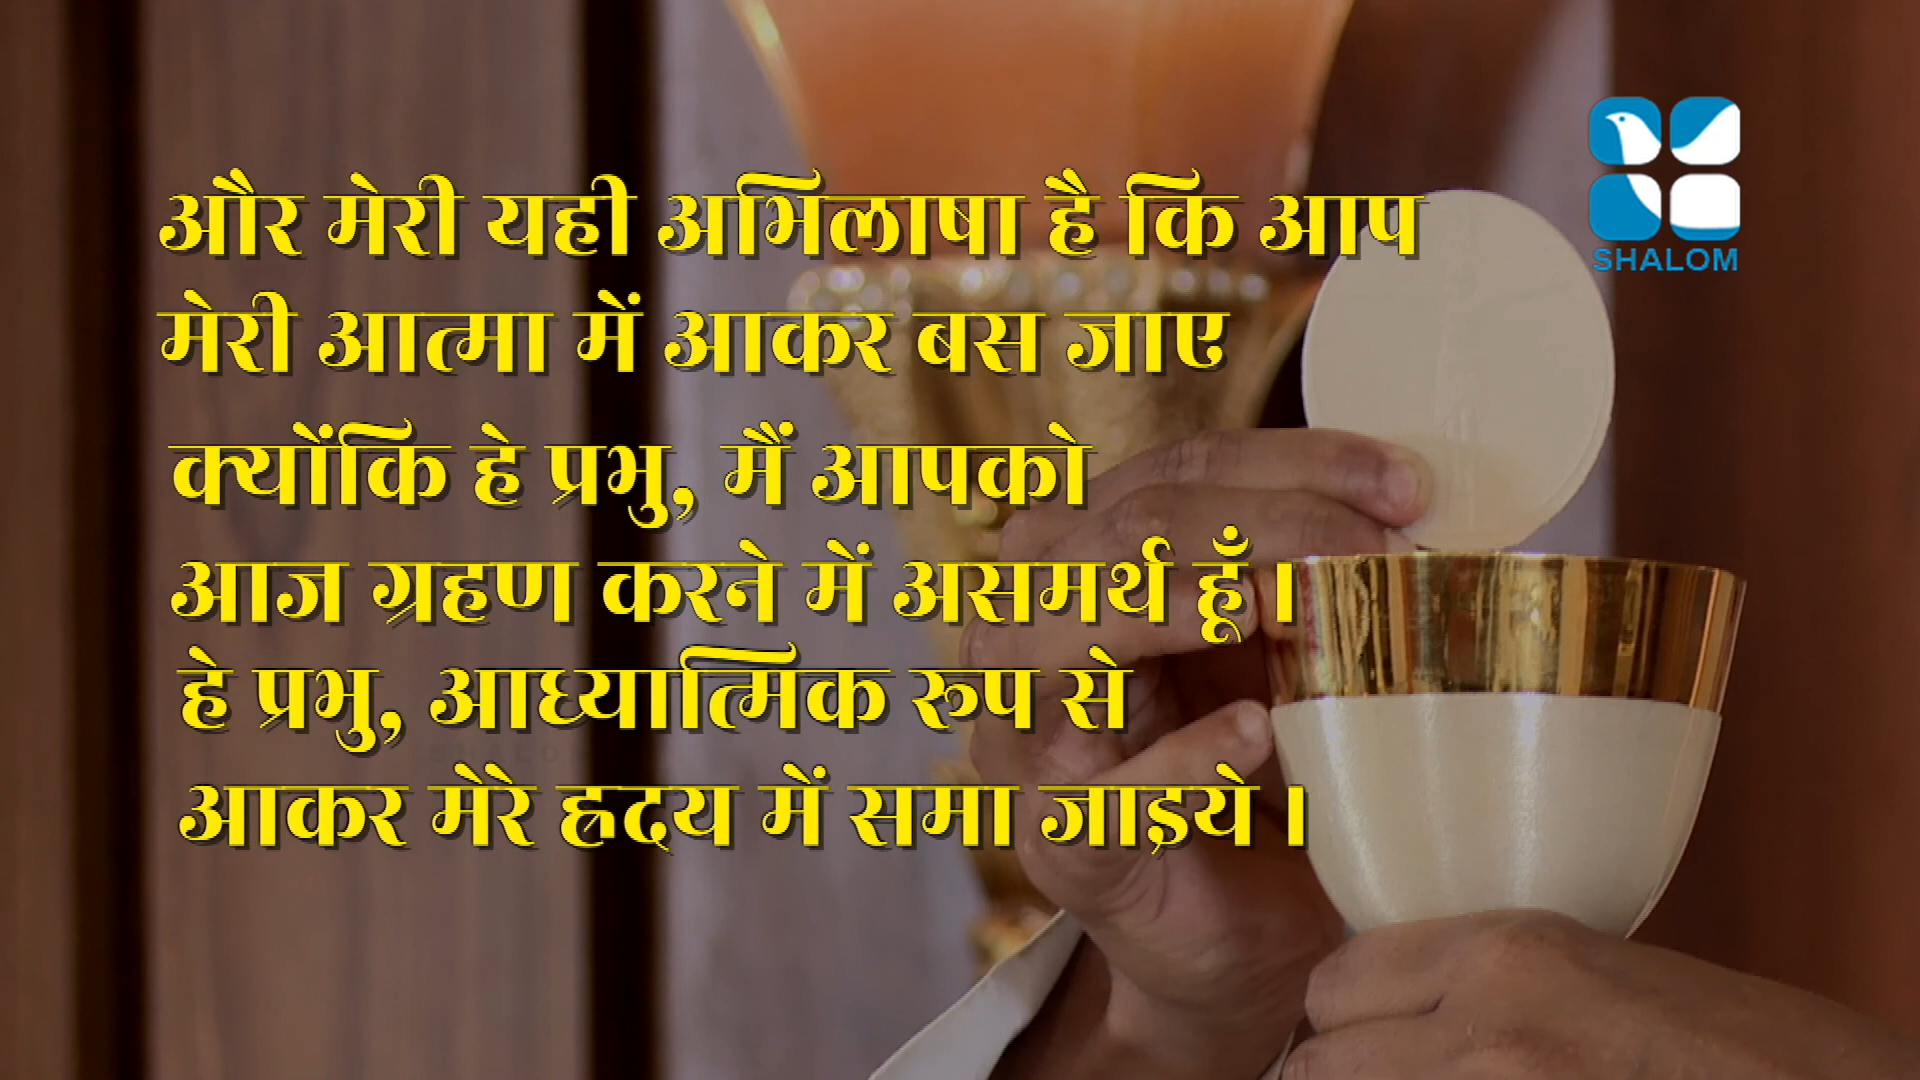 और मेरी यही अभिलाषा है कि आप
मेरी आत्मा में आकर बस जाए
क्योंकि हे प्रभु, मैं आपको
आज ग्रहण करने में असमर्थ हूँ।
हे प्रभु, आध्यात्मिक रूप से
आकर मेरे ह्रदय में समा जाइये।
SHALOM